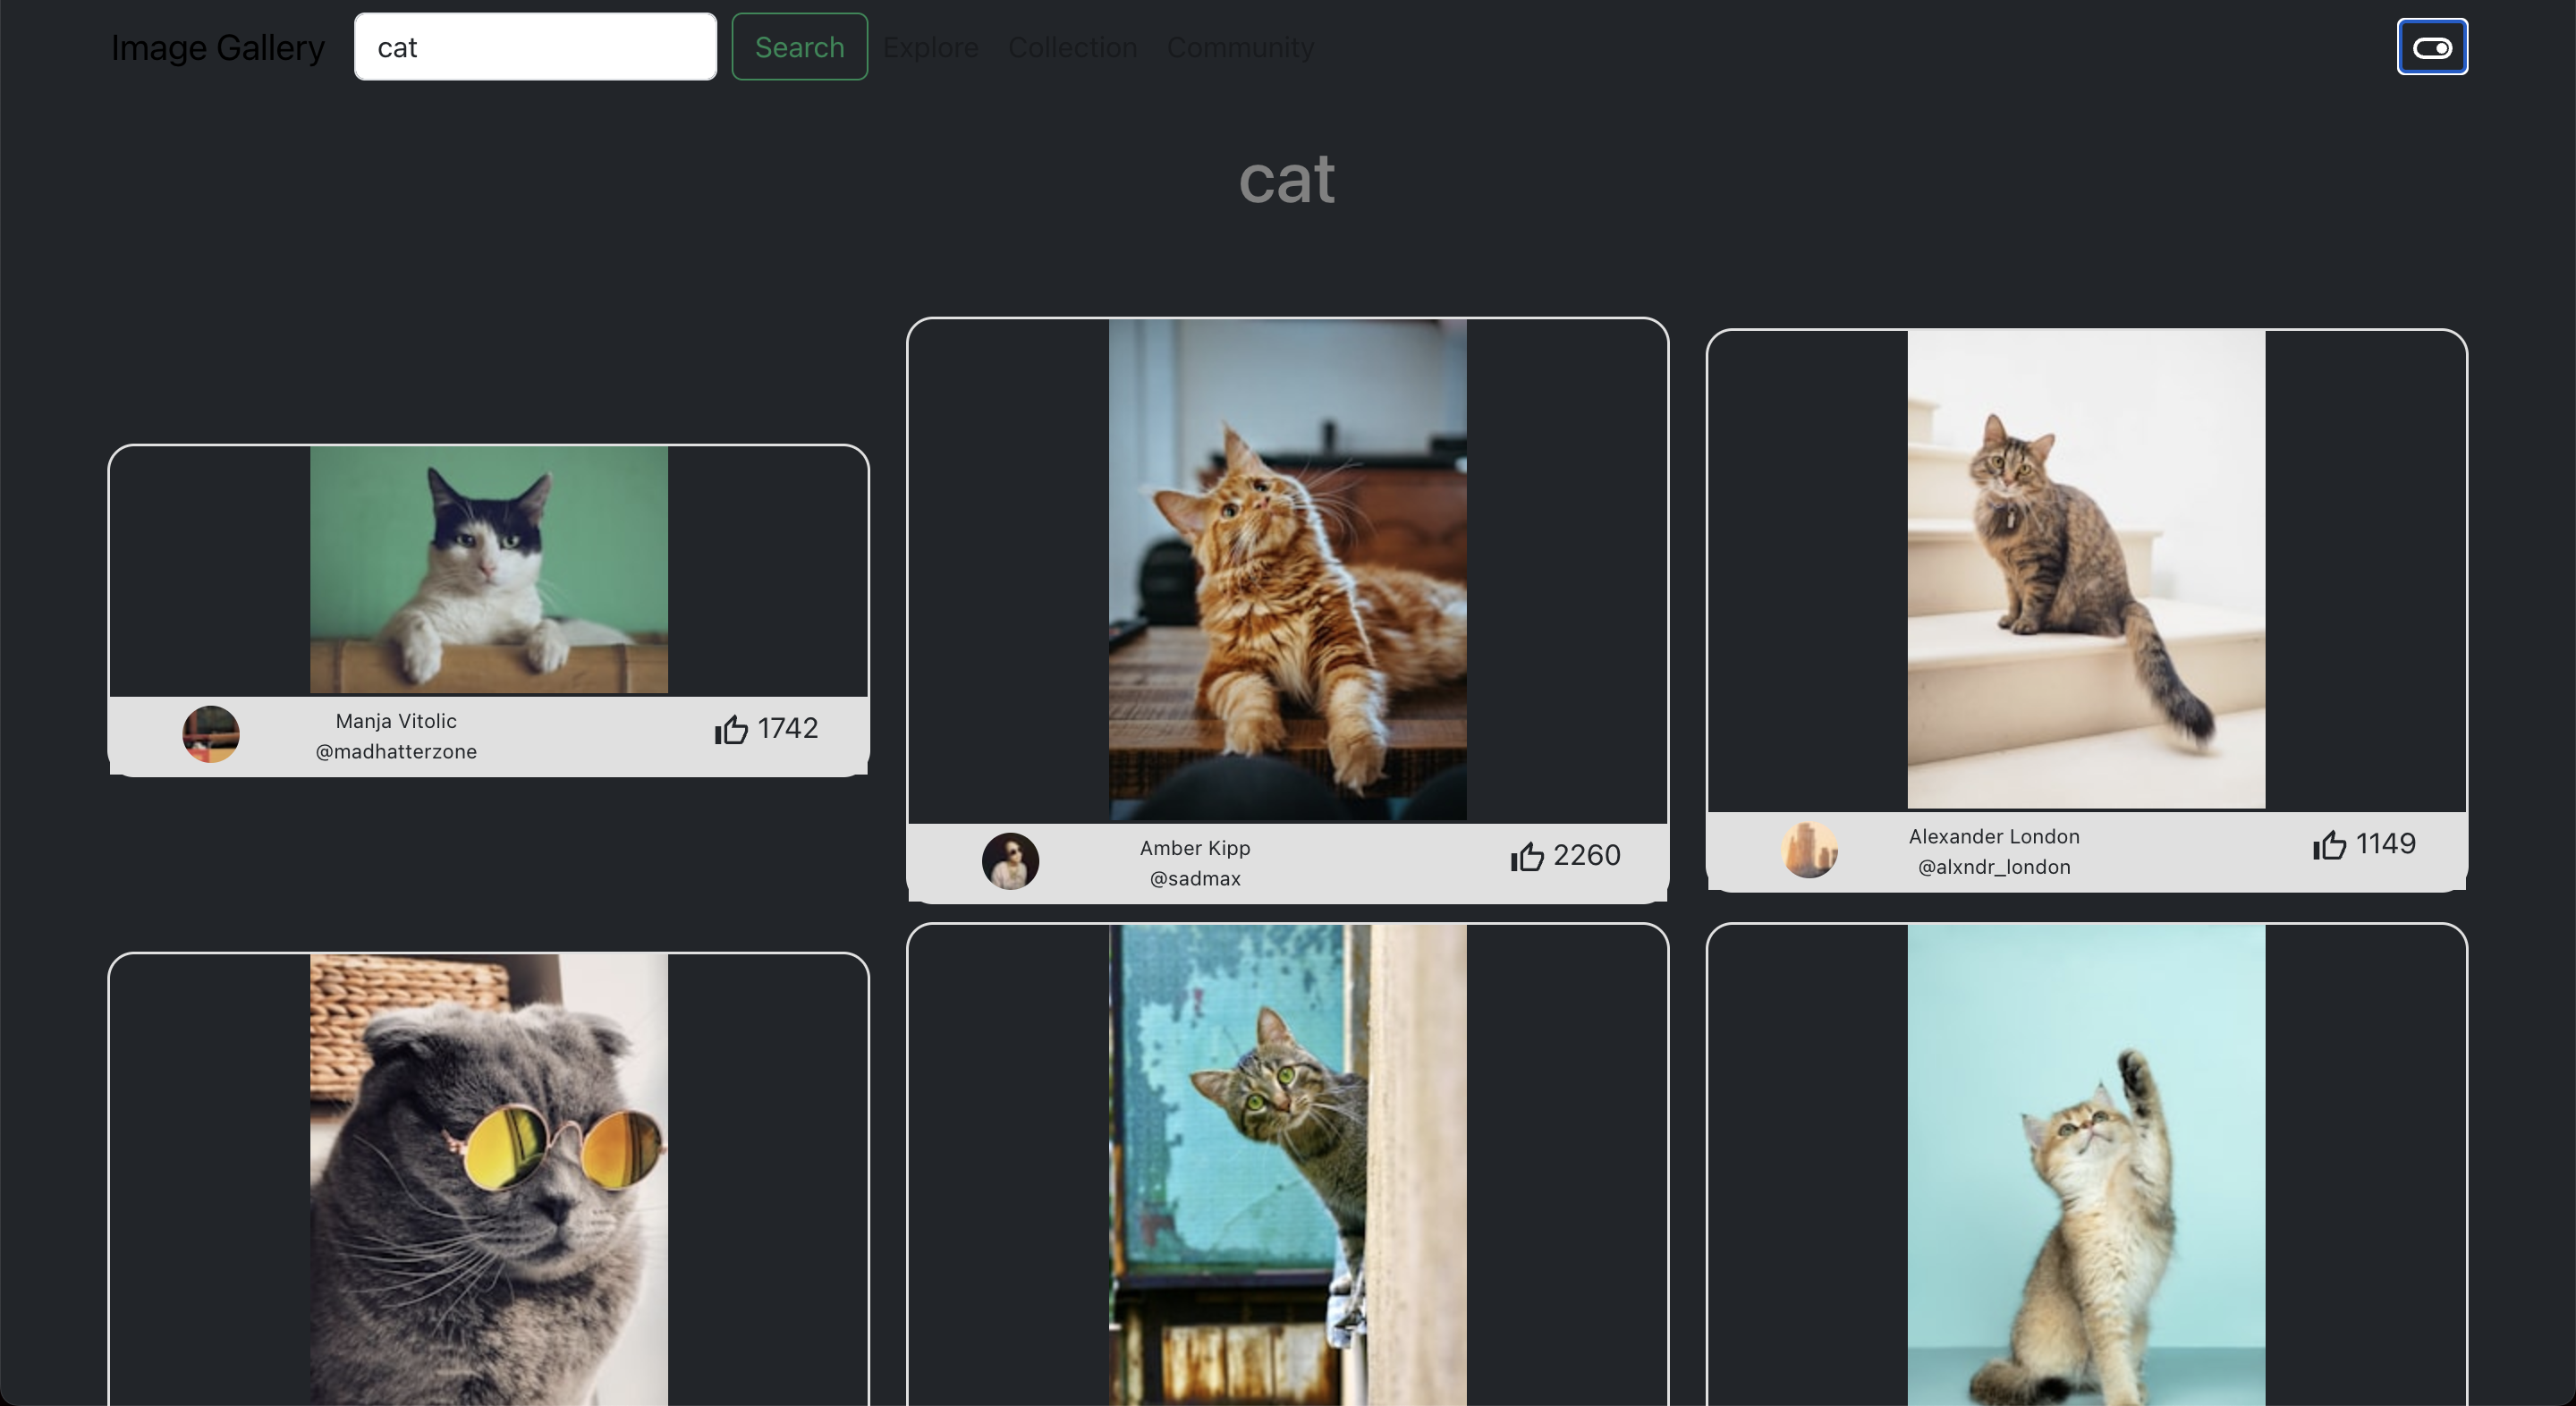 Image Gallery
cat
Search
Explore
Collection
Community
cat
Manja Vitolic
@madhatterzone
1742
Amber Kipp
@sadmax
2260
Alexander London
@alxndr_london
1149